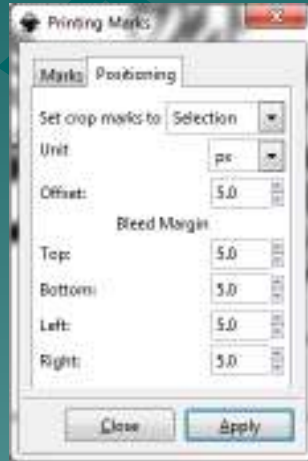 Printing Marks
Marks Positioning
Set crop marks to: Selection
Unit px
Offset: 5.0
Bleed Margin
Top: 5.0
Bottom: 5.0
Left: 5.0
Right: 5.0
Close Apply